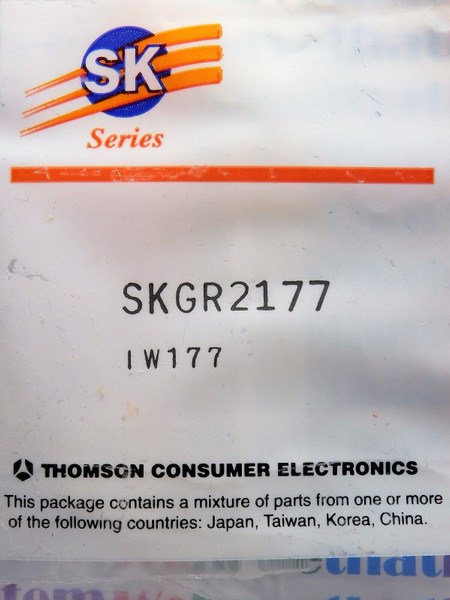 SK
Series
SKGR2177
IW177
THOMSON CONSUMER ELECTRONICS
This package contains a mixture of parts from one or more
of the following countries: Japan, Taiwan, Korea, China.